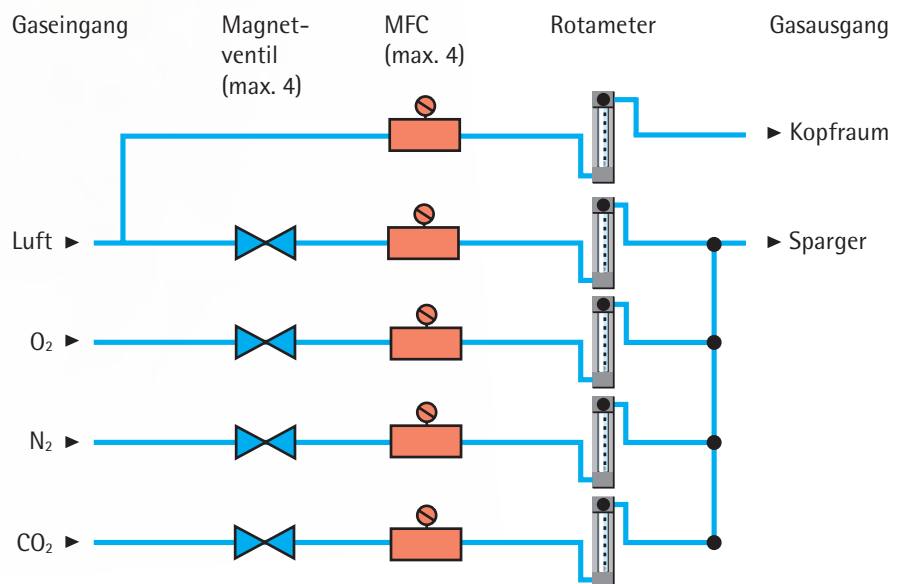 Gaseingang
Magnet-
ventil
(max. 4)
MFC
(max. 4)
Rotameter
Gasausgang
► Kopfraum
Luft ►
► Sparger
O₂ ►
N₂ ►
CO₂ ►